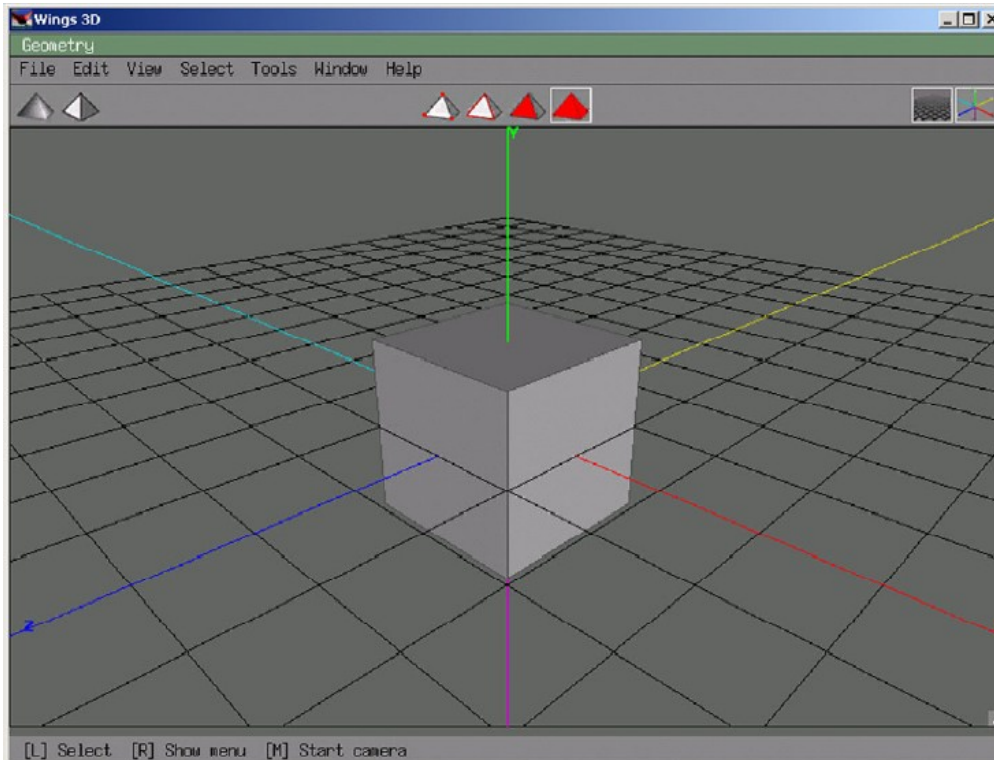 Wings 3D
Geometry
File Edit View Select Tools Window Help
Y
Z
[L] Select [R] Show menu [M] Start camera